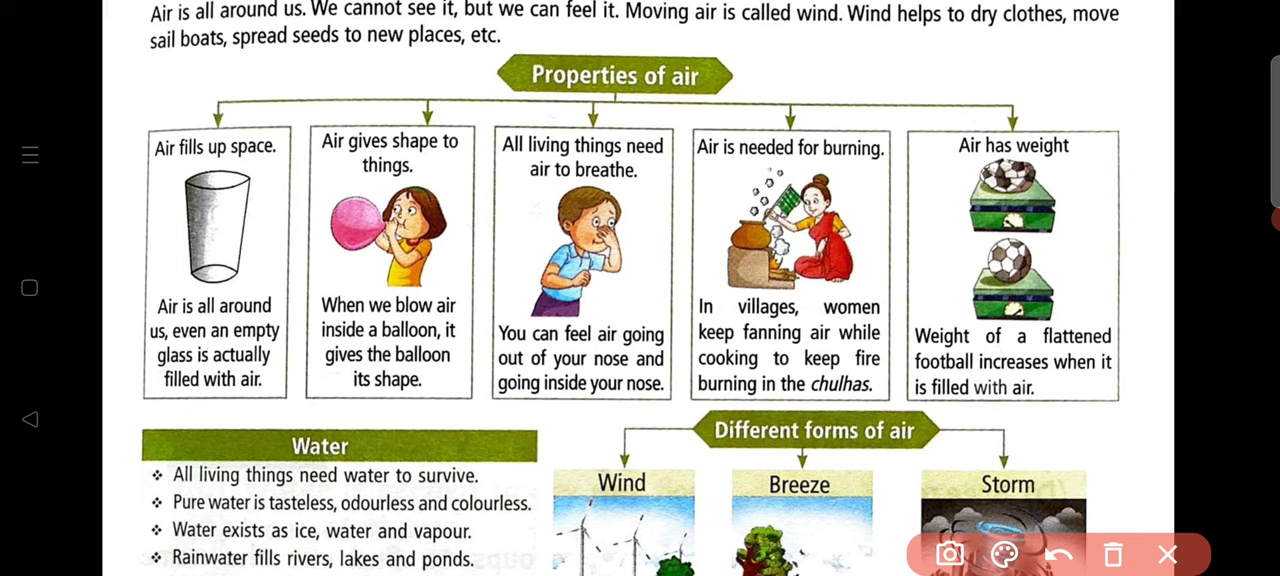 Air is all around us. We cannot see it, but we can feel it. Moving air is called wind. Wind helps to dry clothes, move
sail boats, spread seeds to new places, etc.
Properties of air
Air fills up space.
Air is all around
us, even an empty
glass is actually
filled with air.
Air gives shape to
things.
When we blow air
inside a balloon, it
gives the balloon
its shape.
All living things need
air to breathe.
You can feel air going
out of your nose and
going inside your nose.
Air is needed for burning.
In villages, women
keep fanning air while
cooking to keep fire
burning in the chulhas.
Air has weight
Weight of a flattened
football increases when it
is filled with air.
Water
❖ All living things need water to survive.
❖ Pure water is tasteless, odourless and colourless.
❖ Water exists as ice, water and vapour.
❖ Rainwater fills rivers, lakes and ponds.
Different forms of air
Wind
Breeze
Storm